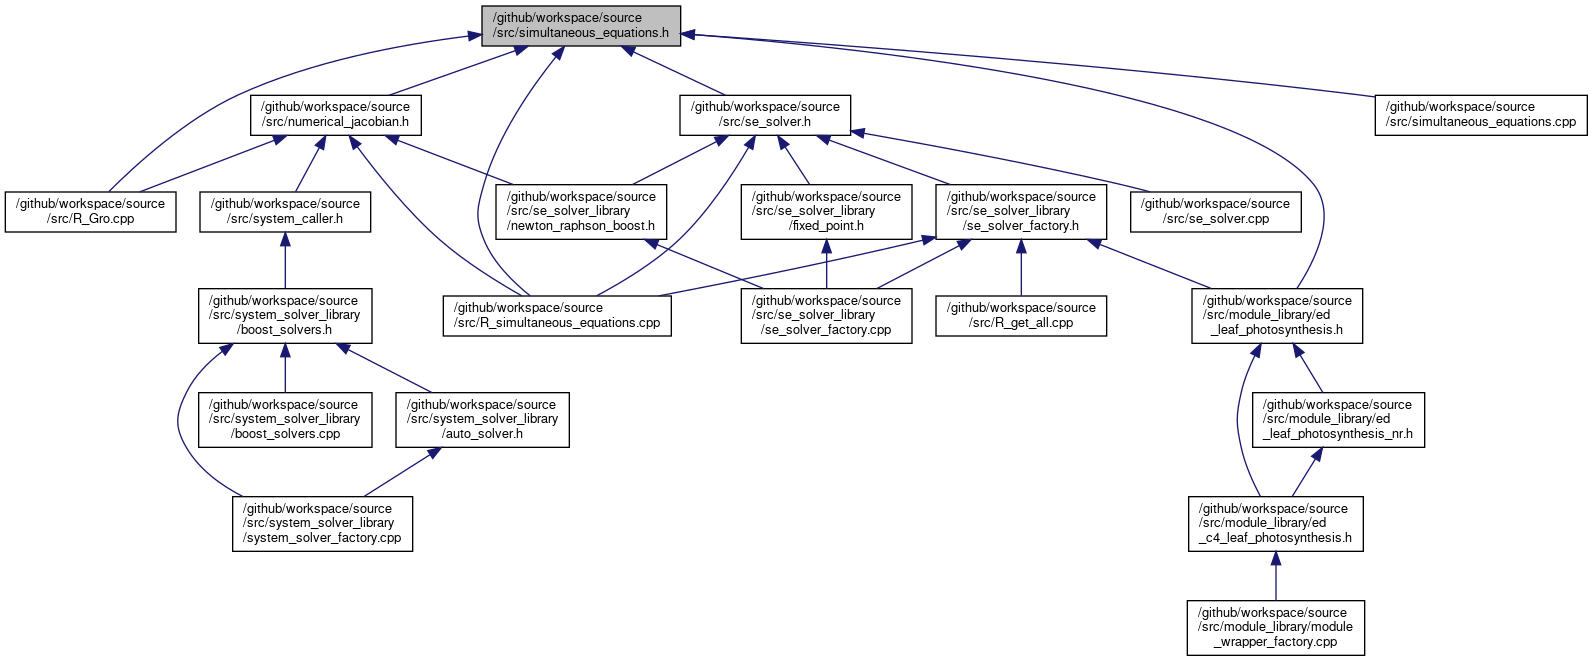 /github/workspace/source
/src/simultaneous_equations.h
/github/workspace/source
/src/numerical_jacobian.h
/github/workspace/source
/src/se_solver.h
/github/workspace/source
/src/simultaneous_equations.cpp
/github/workspace/source
/src/R_Gro.cpp
/github/workspace/source
/src/system_caller.h
/github/workspace/source
/src/se_solver_library
/newton_raphson_boost.h
/github/workspace/source
/src/se_solver_library
/fixed_point.h
/github/workspace/source
/src/se_solver_library
/se_solver_factory.h
/github/workspace/source
/src/se_solver.cpp
/github/workspace/source
/src/system_solver_library
/boost_solvers.h
/github/workspace/source
/src/R_simultaneous_equations.cpp
/github/workspace/source
/src/se_solver_library
/se_solver_factory.cpp
/github/workspace/source
/src/R_get_all.cpp
/github/workspace/source
/src/module_library/ed
_leaf_photosynthesis.h
/github/workspace/source
/src/system_solver_library
/boost_solvers.cpp
/github/workspace/source
/src/system_solver_library
/auto_solver.h
/github/workspace/source
/src/module_library/ed
_leaf_photosynthesis_nr.h
/github/workspace/source
/src/system_solver_library
/system_solver_factory.cpp
/github/workspace/source
/src/module_library/ed
_c4_leaf_photosynthesis.h
/github/workspace/source
/src/module_library/module
_wrapper_factory.cpp